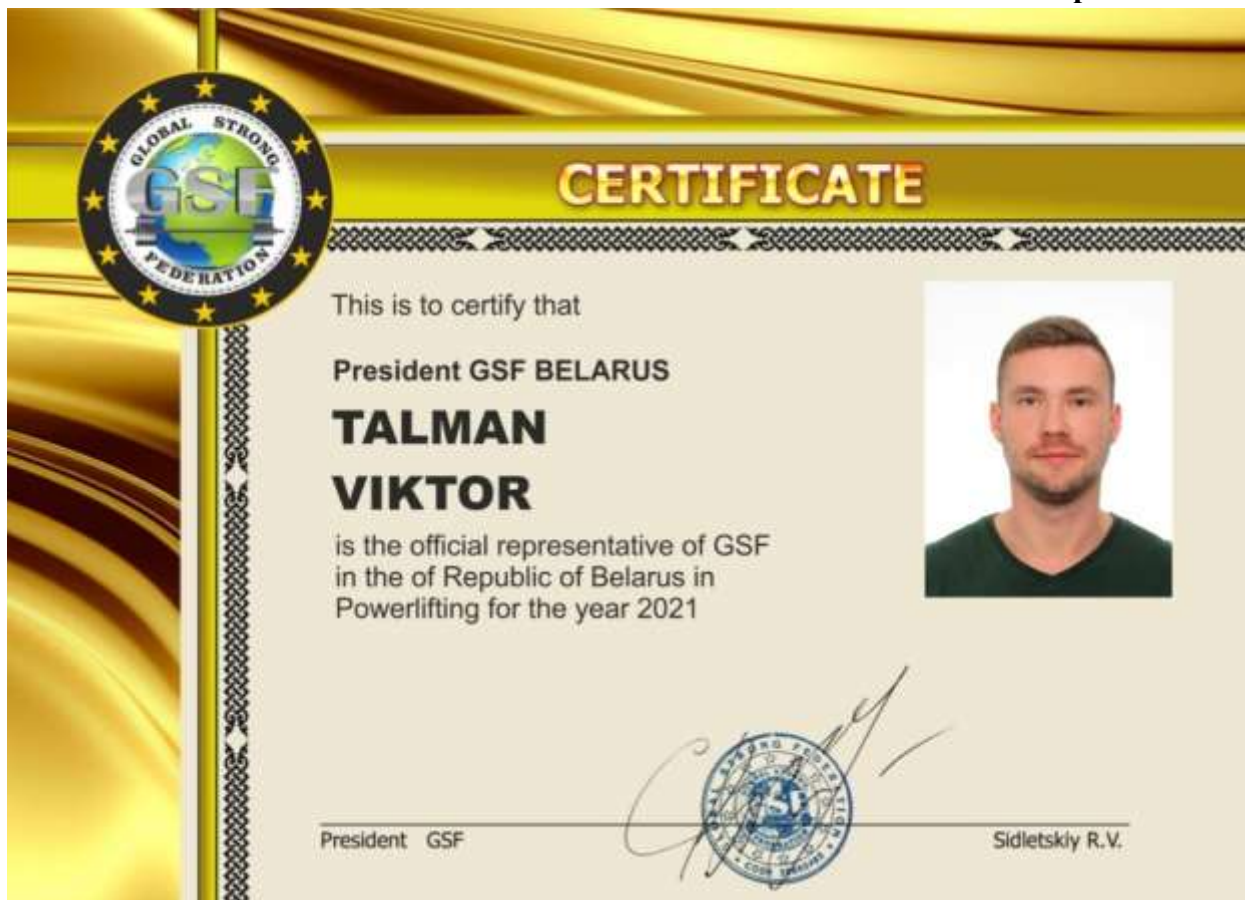 GLOBAL STRONG
GSF
FEDERATION
CERTIFICATE
This is to certify that
President GSF BELARUS
TALMAN
VIKTOR
is the official representative of GSF
in the of Republic of Belarus in
Powerlifting for the year 2021
President GSF
Sidletskiy R.V.